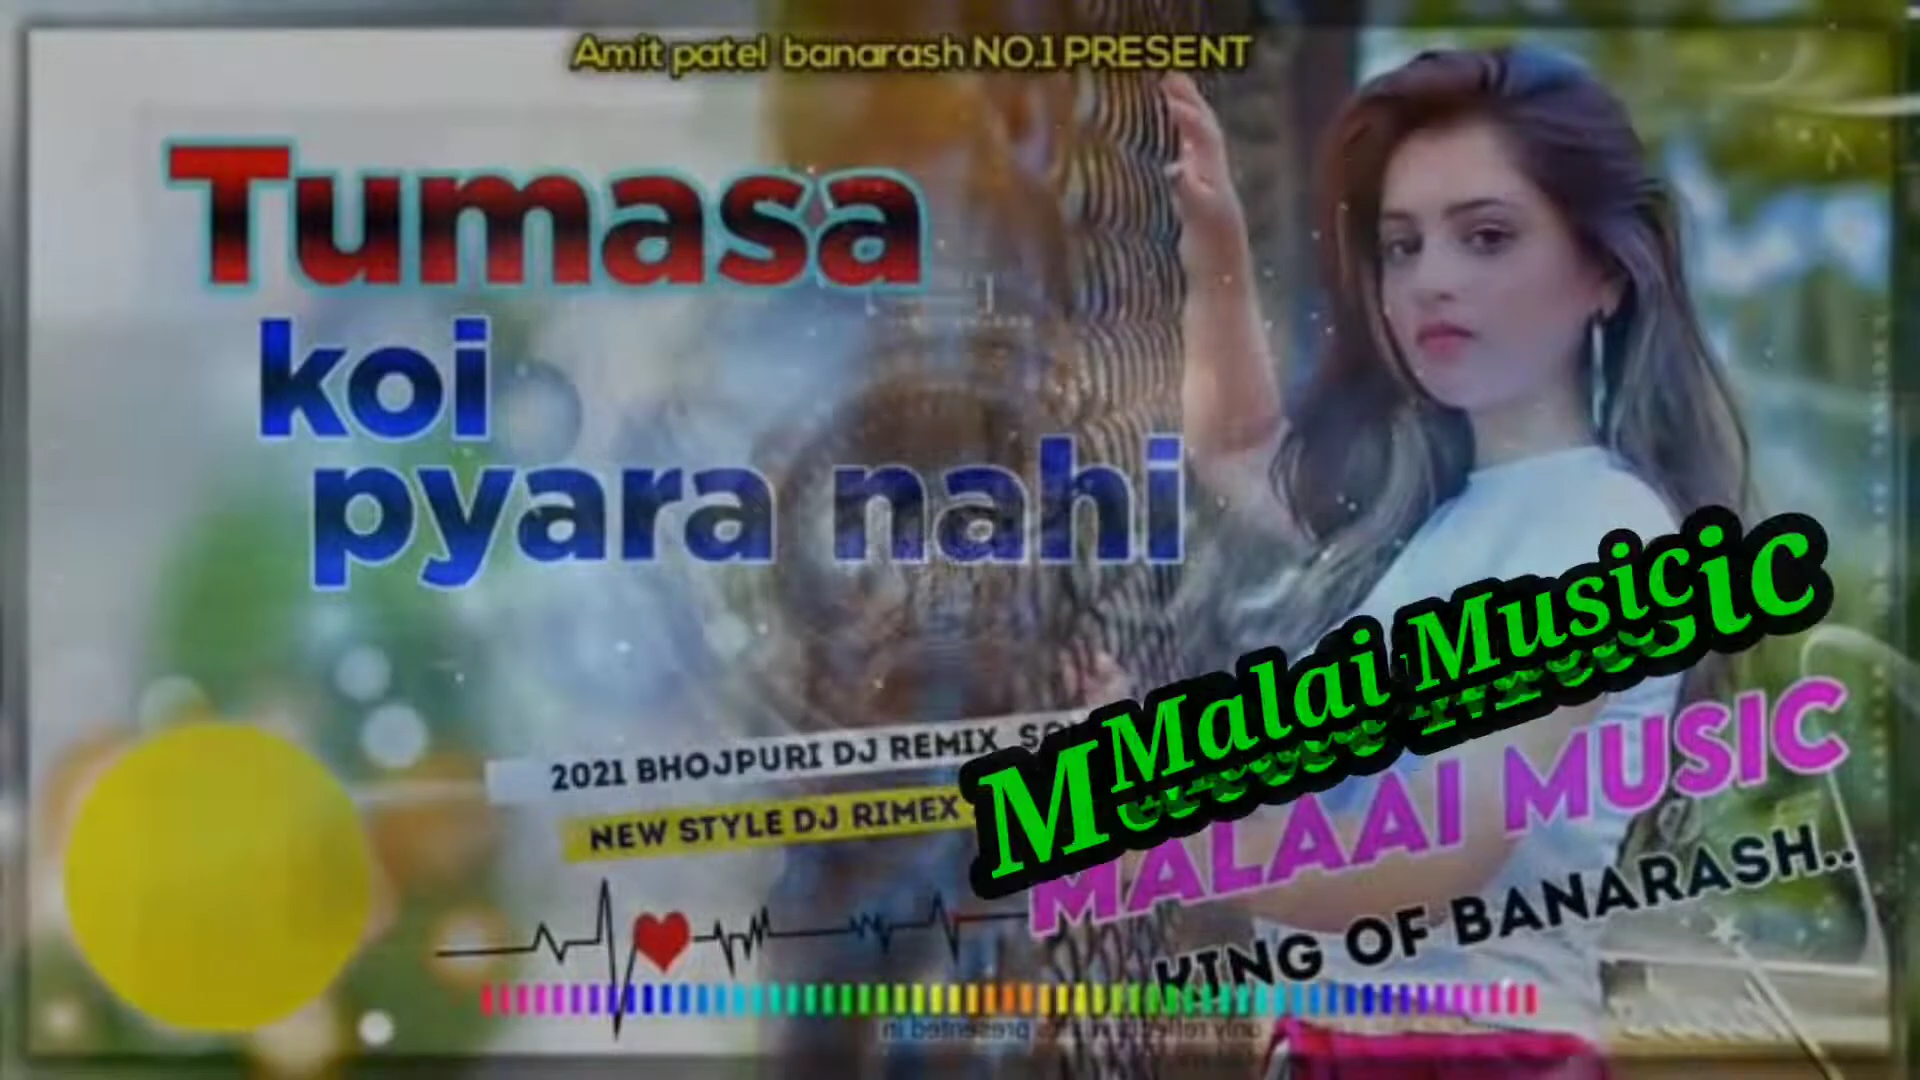 Amit patel banarash NO.1 PRESENT
Tumasa
koi
pyara nahi
2021 BHOJPURI DJ REMIX
NEW STYLE DJ RIMEX
Malai Music
MALAAI MUSIC
KING OF BANARASH..